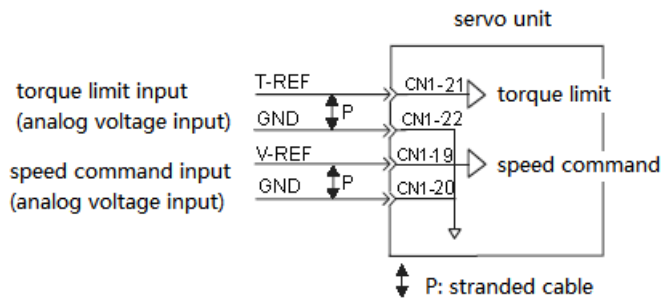 servo unit
torque limit input
(analog voltage input)
T-REF
P
GND
CN1-21
torque limit
CN1-22
speed command input
(analog voltage input)
V-REF
P
GND
CN1-19
speed command
CN1-20
P: stranded cable